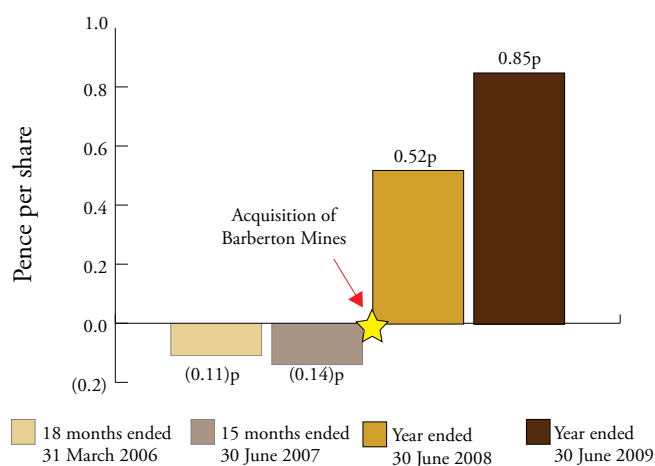 Pence per share
1.0
0.8
0.6
0.4
0.2
0.0
(0.2)
0.85p
0.52p
Acquisition of
Barberton Mines
(0.11)p
(0.14)p
18 months ended
31 March 2006
15 months ended
30 June 2007
Year ended
30 June 2008
Year ended
30 June 2009